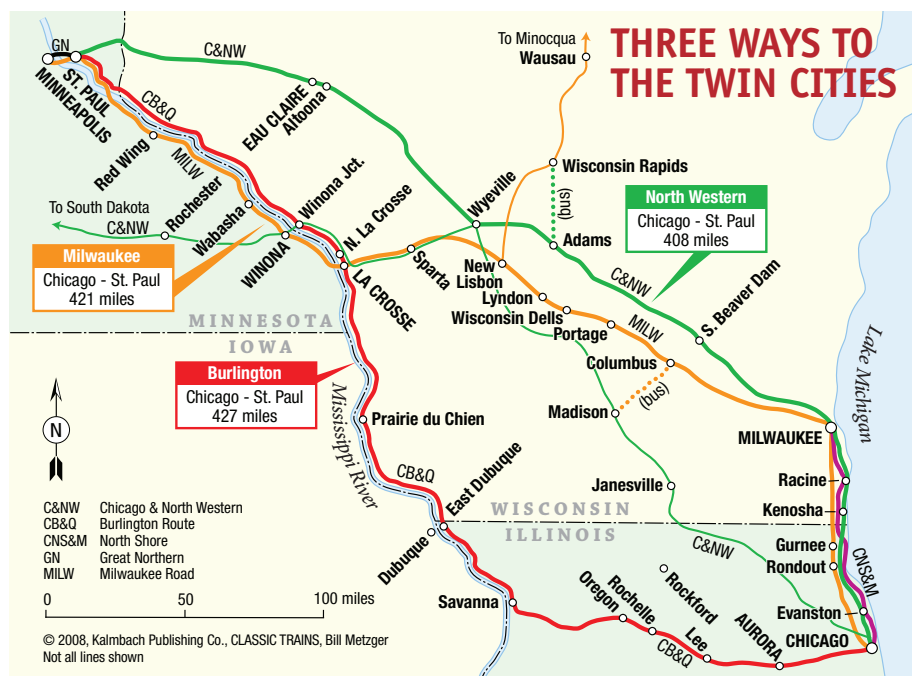 THREE WAYS TO
THE TWIN CITIES
GN
C&NW
To Minocqua
Wausau
ST. PAUL
MINNEAPOLIS
CB&Q
EAU CLAIRE
Altoona
Red Wing
MILW
Wisconsin Rapids
(bus)
Rochester
Wabasha
Winona Jct.
N. La Crosse
Wyeville
North Western
Chicago - St. Paul
408 miles
To South Dakota
C&NW
WINONA
Adams
Milwaukee
Chicago - St. Paul
421 miles
LA CROSSE
Sparta
New
Lisbon
Lyndon
Wisconsin Dells
Portage
C&NW
MILW
S. Beaver Dam
Lake Michigan
MINNESOTA
IOWA
Columbus
(bus)
Burlington
Chicago - St. Paul
427 miles
Mississippi River
Madison
N
Prairie du Chien
MILWAUKEE
CB&Q
East Dubuque
Janesville
Racine
Kenosha
WISCONSIN
ILLINOIS
C&NW Chicago & North Western
CB&Q Burlington Route
CNS&M North Shore
GN Great Northern
MILW Milwaukee Road
Dubuque
C&NW
Gurnee
Rondout
CNS&M
0 50 100 miles
Savanna
Oregon
Rochelle
Rockford
Lee
AURORA
Evanston
CHICAGO
CB&Q
© 2008, Kalmbach Publishing Co., CLASSIC TRAINS, Bill Metzger
Not all lines shown